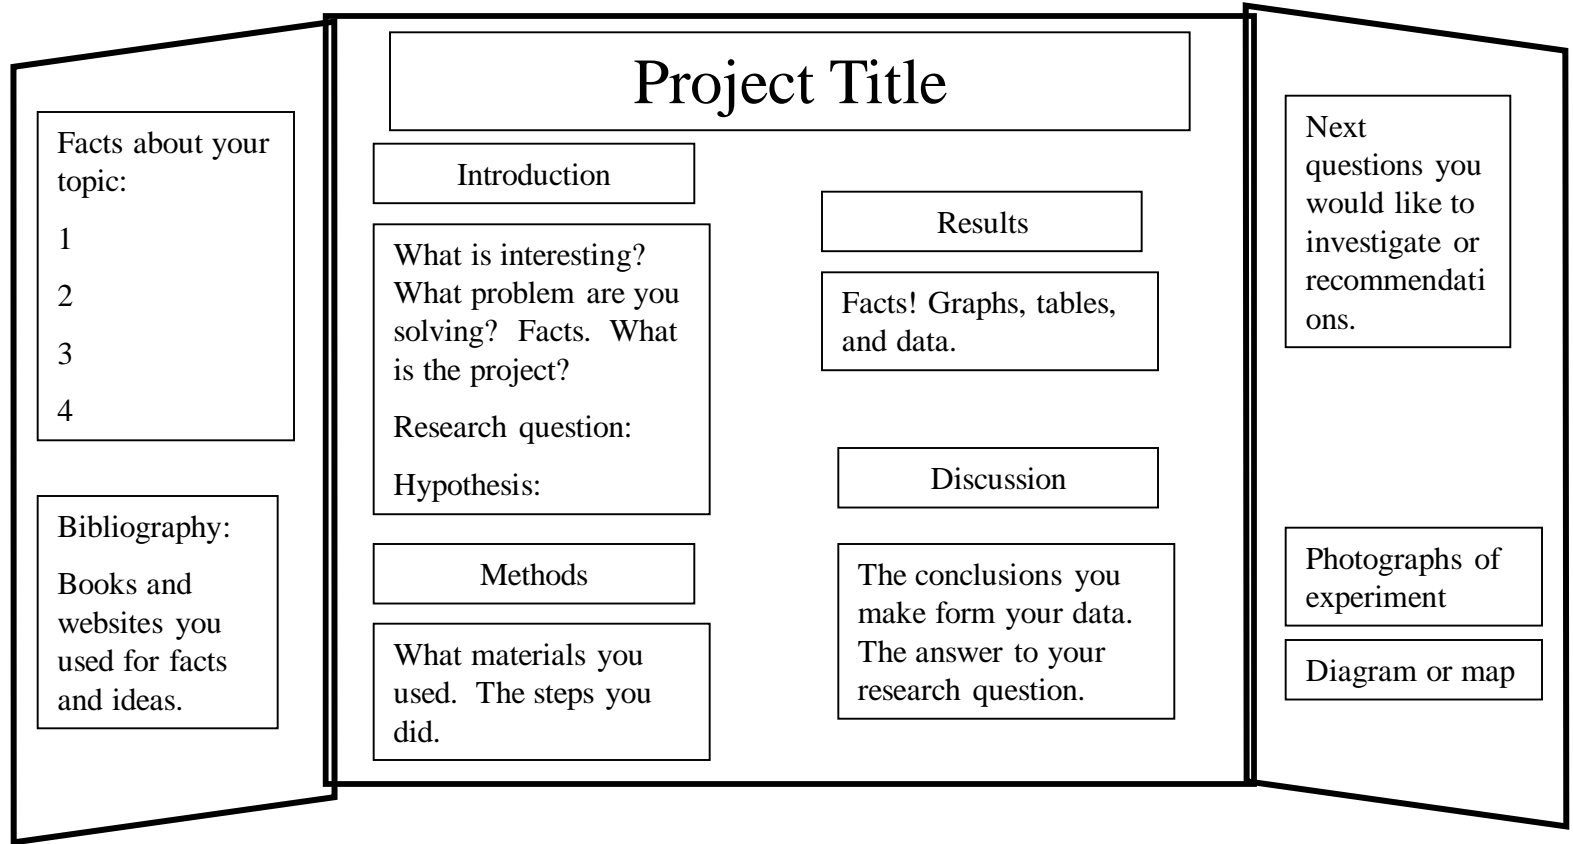 Project Title
Facts about your
topic:
1
2
3
4
Bibliography:
Books and
websites you
used for facts
and ideas.
Introduction
What is interesting?
What problem are you
solving? Facts. What
is the project?
Research question:
Hypothesis:
Methods
What materials you
used. The steps you
did.
Results
Facts! Graphs, tables,
and data.
Discussion
The conclusions you
make form your data.
The answer to your
research question.
Next
questions you
would like to
investigate or
recommendati
ons.
Photographs of
experiment
Diagram or map